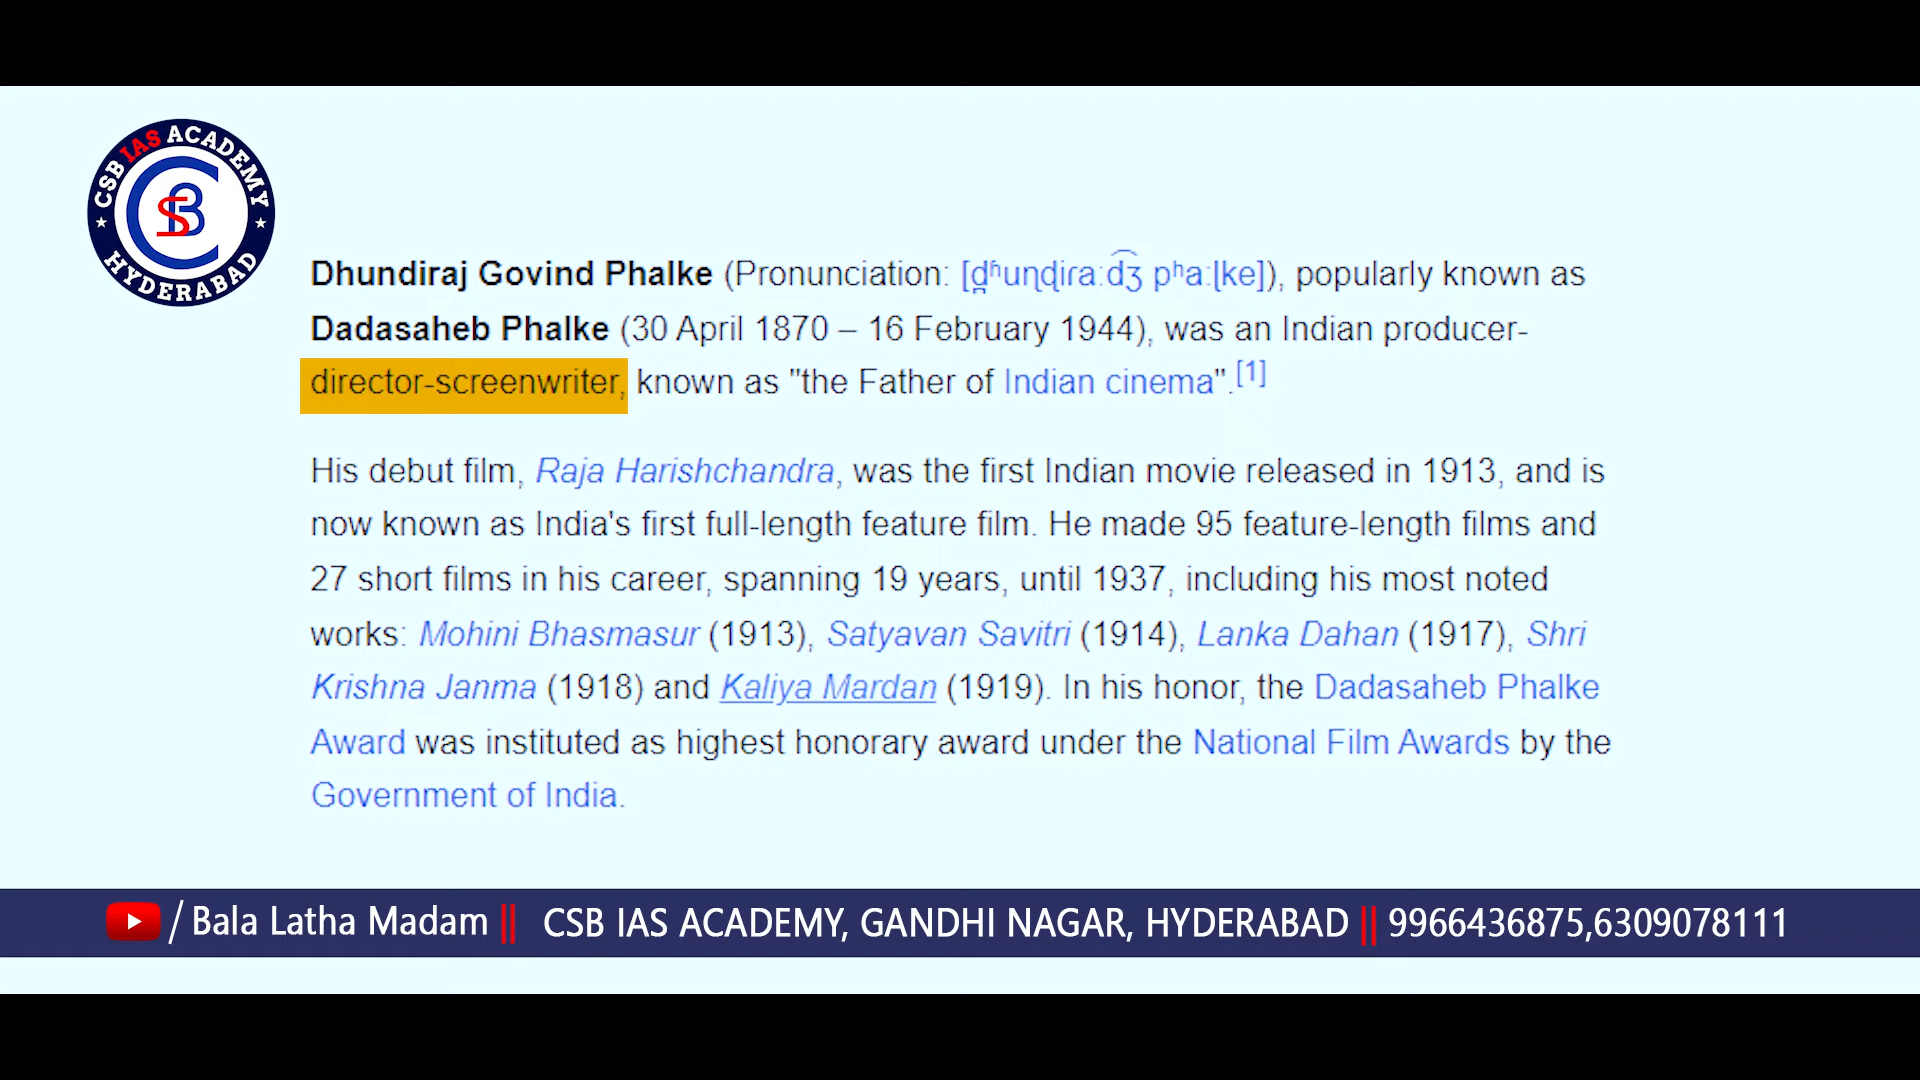 CSB IAS ACADEMY
CSB
HYDERABAD
Dhundiraj Govind Phalke (Pronunciation: [d̪ʱuɳɖiɾaːd͡ʒ pʰaːɭke]), popularly known as
Dadasaheb Phalke (30 April 1870 – 16 February 1944), was an Indian producer-
director-screenwriter, known as "the Father of Indian cinema".[1]
His debut film, Raja Harishchandra, was the first Indian movie released in 1913, and is
now known as India's first full-length feature film. He made 95 feature-length films and
27 short films in his career, spanning 19 years, until 1937, including his most noted
works: Mohini Bhasmasur (1913), Satyavan Savitri (1914), Lanka Dahan (1917), Shri
Krishna Janma (1918) and Kaliya Mardan (1919). In his honor, the Dadasaheb Phalke
Award was instituted as highest honorary award under the National Film Awards by the
Government of India.
/ Bala Latha Madam || CSB IAS ACADEMY, GANDHI NAGAR, HYDERABAD || 9966436875,6309078111